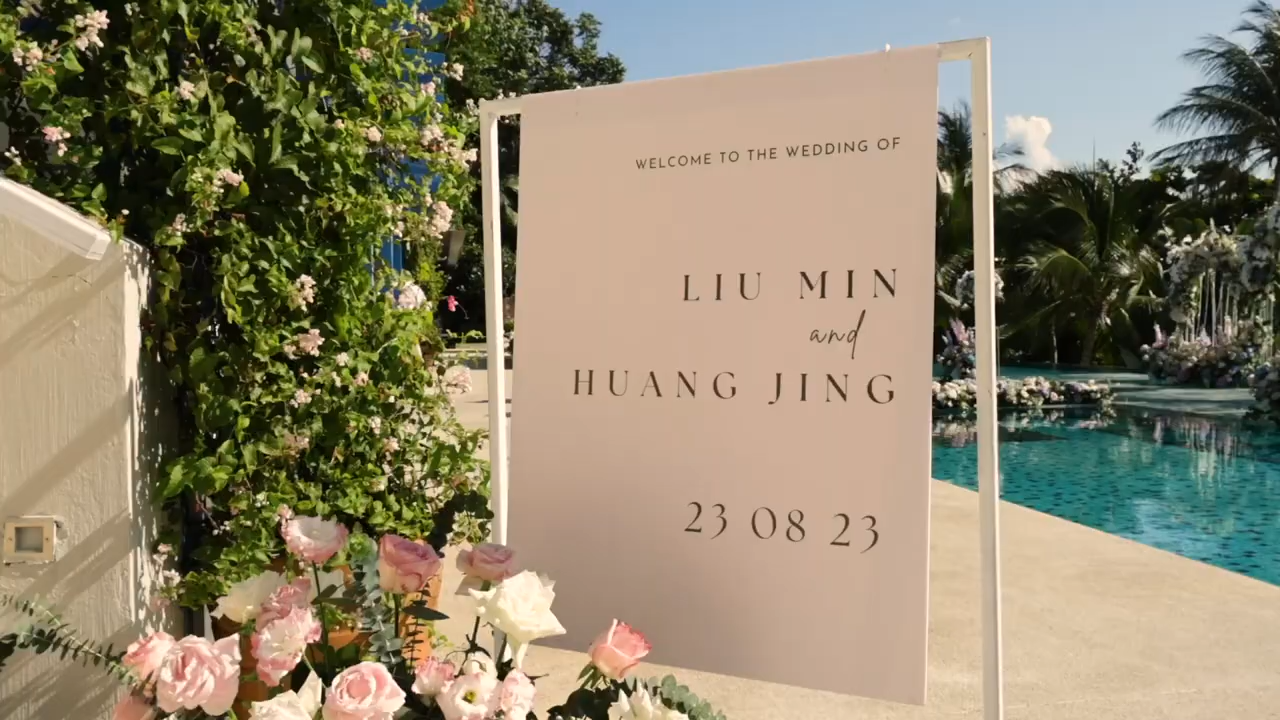 WELCOME TO THE WEDDING OF
LIU MIN
and
HUANG JING
23 08 23